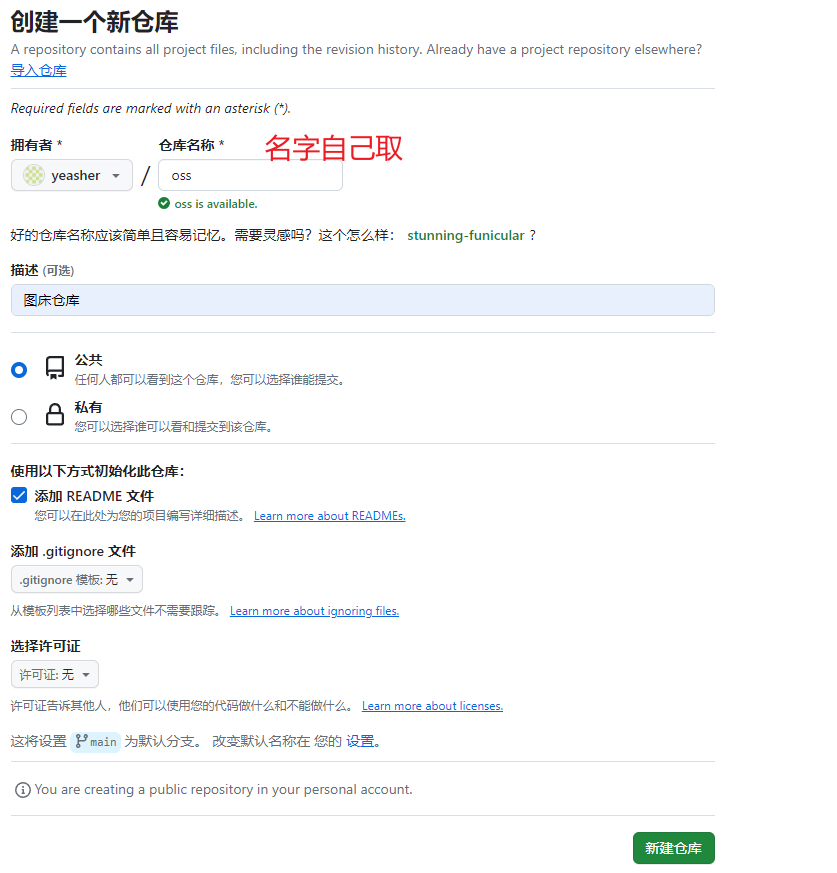 创建一个新仓库
A repository contains all project files, including the revision history. Already have a project repository elsewhere?
导入仓库
Required fields are marked with an asterisk (*).
拥有者 *
仓库名称 *
名字自己取
yeasher
/
oss
oss is available.
好的仓库名称应该简单且容易记忆。需要灵感吗？这个怎么样： stunning-funicular ?
描述 (可选)
图床仓库
公共
任何人都可以看到这个仓库，您可以选择谁能提交。
私有
您可以选择谁可以看和提交到该仓库。
使用以下方式初始化此仓库：
添加 README 文件
您可以在此处为您的项目编写详细描述。 Learn more about READMEs.
添加 .gitignore 文件
.gitignore 模板: 无
从模板列表中选择哪些文件不需要跟踪。 Learn more about ignoring files.
选择许可证
许可证: 无
许可证告诉其他人，他们可以使用您的代码做什么和不能做什么。 Learn more about licenses.
这将设置 main 为默认分支。 改变默认名称在 您的 设置。
You are creating a public repository in your personal account.
新建仓库